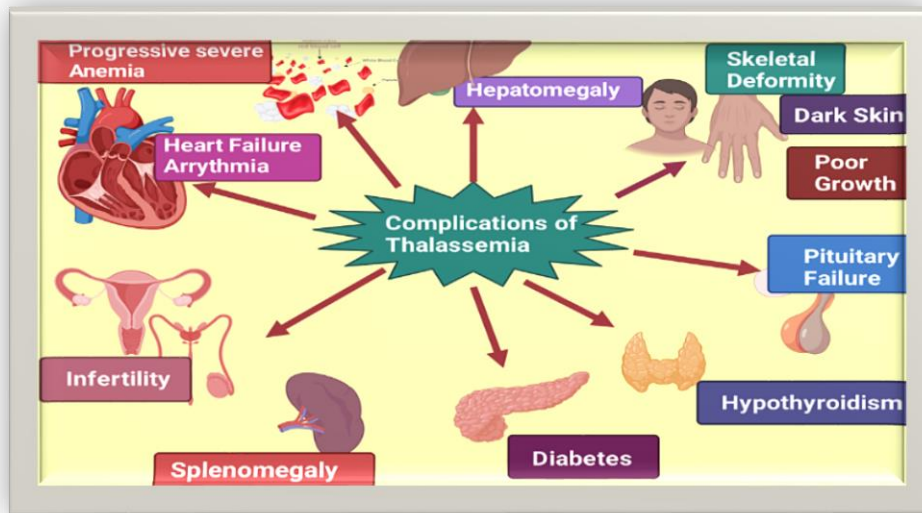 Progressive severe
Anemia
Hepatomegaly
Skeletal
Deformity
Dark Skin
Heart Failure
Arrythmia
Poor
Growth
Complications of
Thalassemia
Pituitary
Failure
Infertility
Hypothyroidism
Splenomegaly
Diabetes